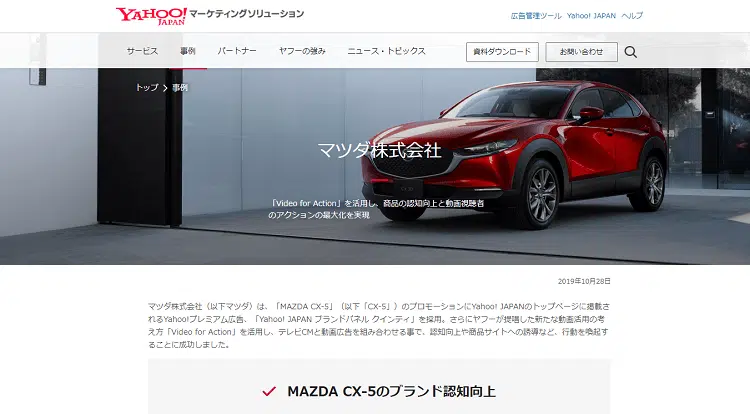 YAHOO! JAPAN マーケティングソリューション
広告管理ツール Yahoo! JAPAN ヘルプ
サービス 事例 パートナー ヤフーの強み ニュース・トピックス 資料ダウンロード お問い合わせ
トップ 事例
マツダ株式会社
「Video for Action」を活用し、商品の認知向上と動画視聴者
のアクションの最大化を実現
2019年10月28日
マツダ株式会社（以下マツダ）は、「MAZDA CX-5」（以下「CX-5」）のプロモーションにYahoo! JAPANのトップページに掲載
されるYahoo!プレミアム広告、「Yahoo! JAPAN ブランドパネル クインティ」を採用。さらにヤフーが提唱した新たな動画活用の考
え方「Video for Action」を活用し、テレビCMと動画広告を組み合わせる事で、認知向上や商品サイトへの誘導など、行動を喚起す
ることに成功しました。
MAZDA CX-5のブランド認知向上